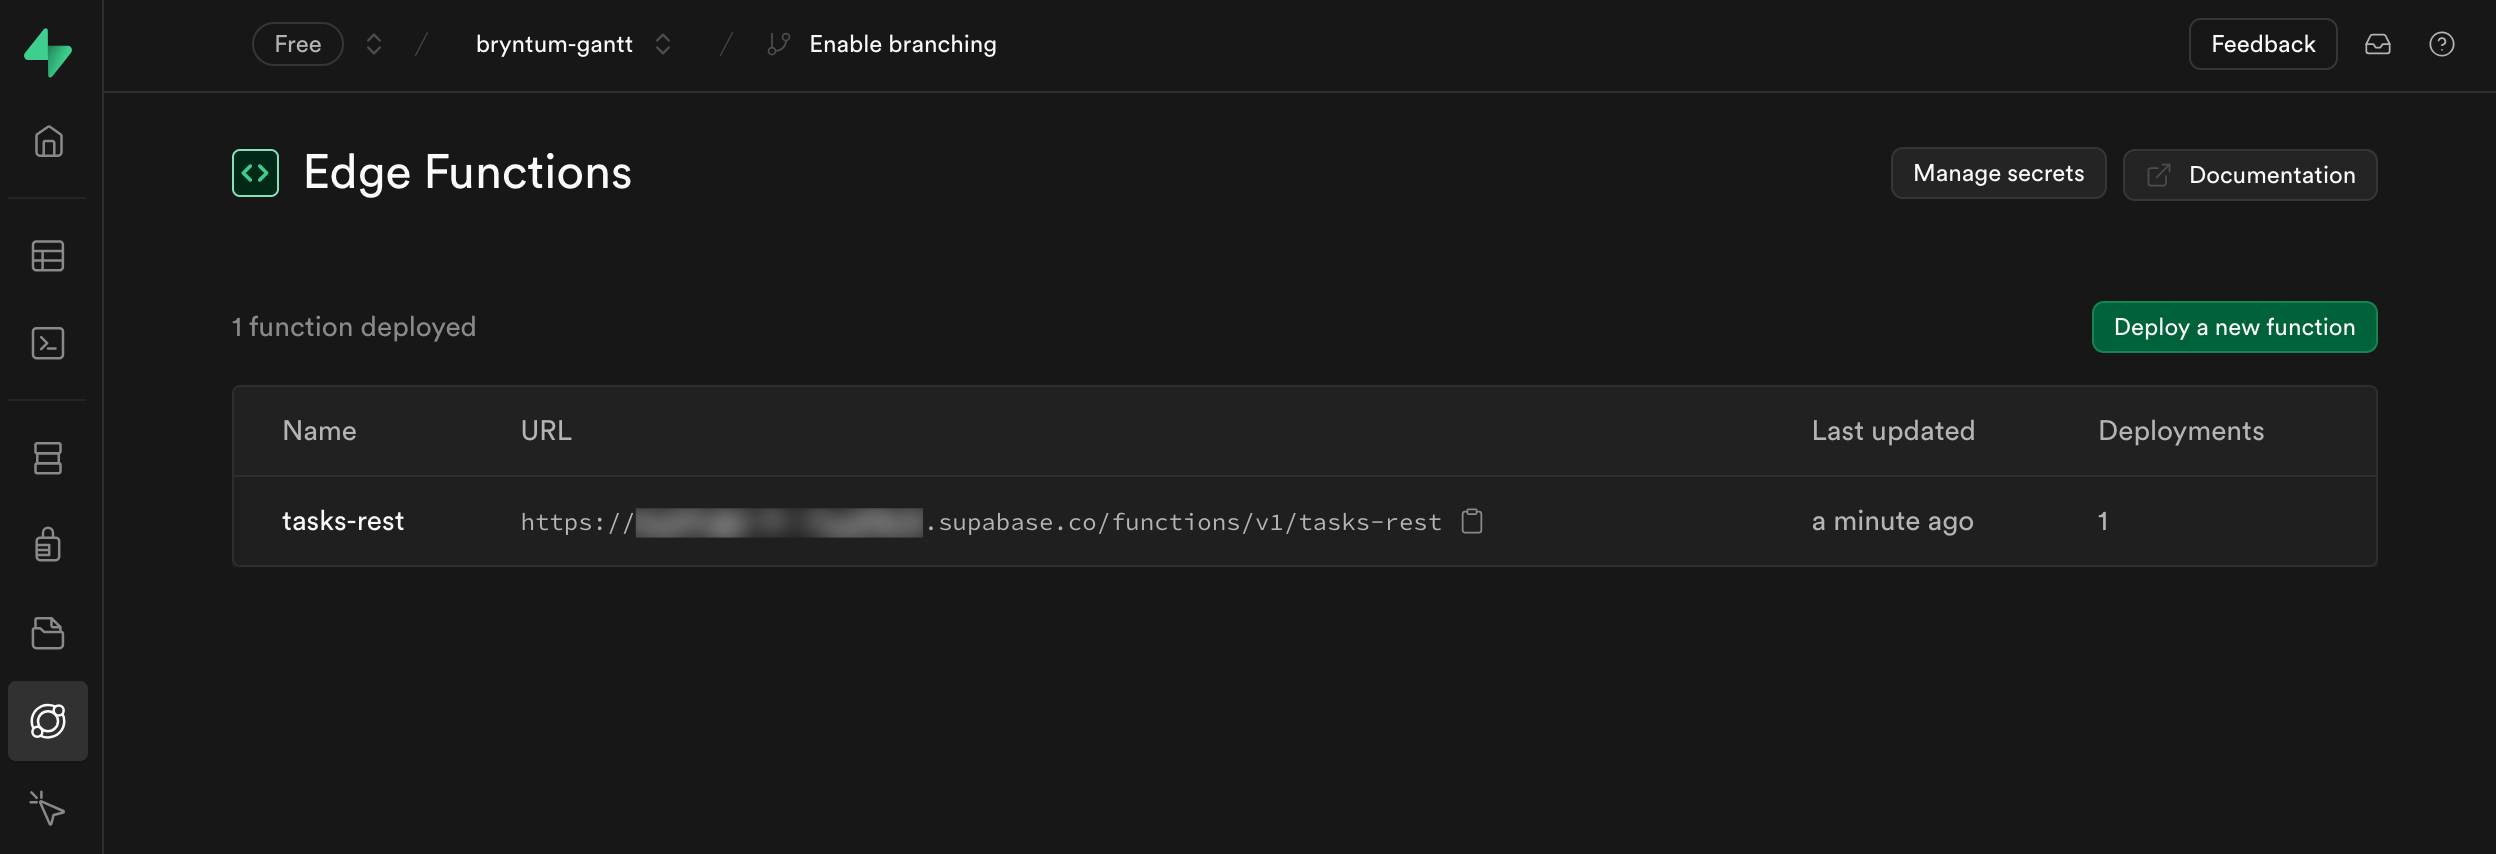 Free / bryntum-gantt / Enable branching Feedback
Edge Functions Manage secrets Documentation
1 function deployed Deploy a new function
Name URL Last updated Deployments
tasks-rest https:// .supabase.co/functions/v1/tasks-rest a minute ago 1